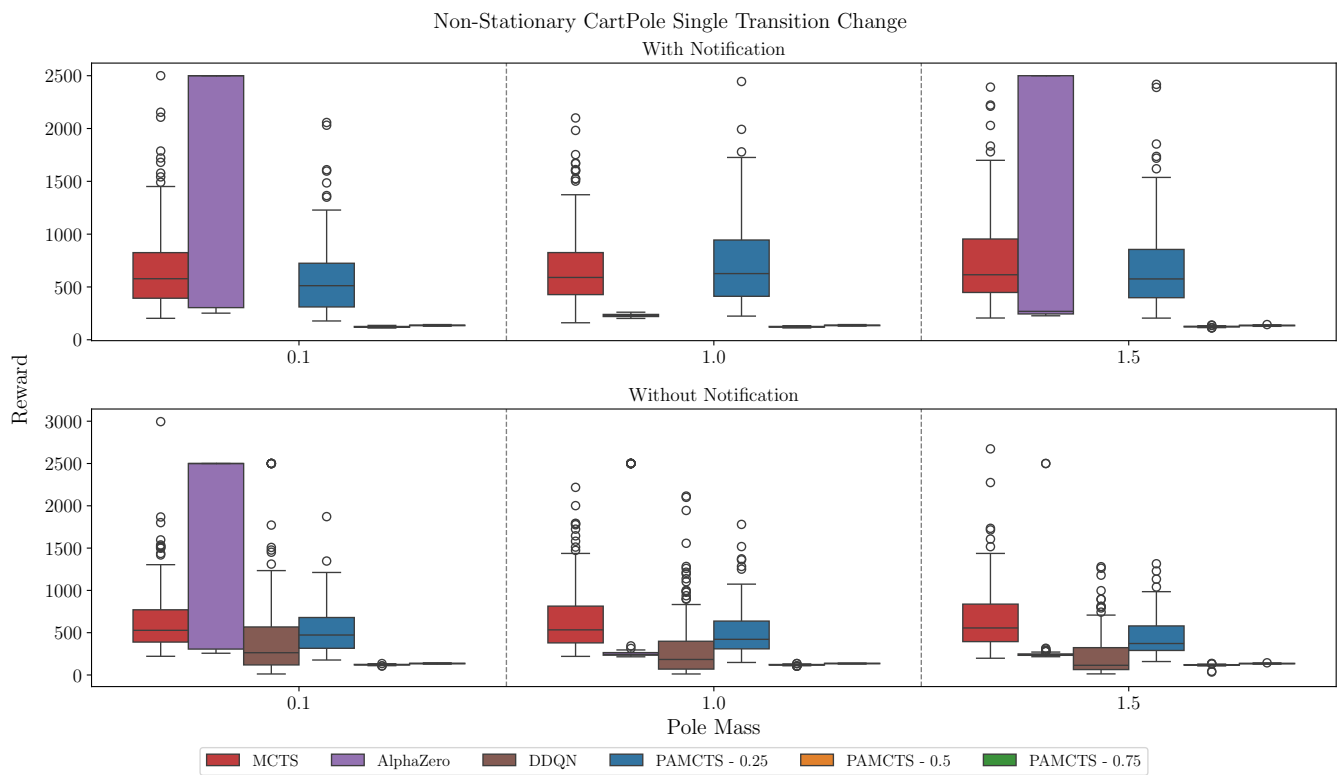 Non-Stationary CartPole Single Transition Change
With Notification
2500
2000
1500
1000
500
0
0.1 1.0 1.5
Reward
Without Notification
3000
2500
2000
1500
1000
500
0
0.1 1.0 1.5
Pole Mass
MCTS AlphaZero DDQN PAMCTS - 0.25 PAMCTS - 0.5 PAMCTS - 0.75